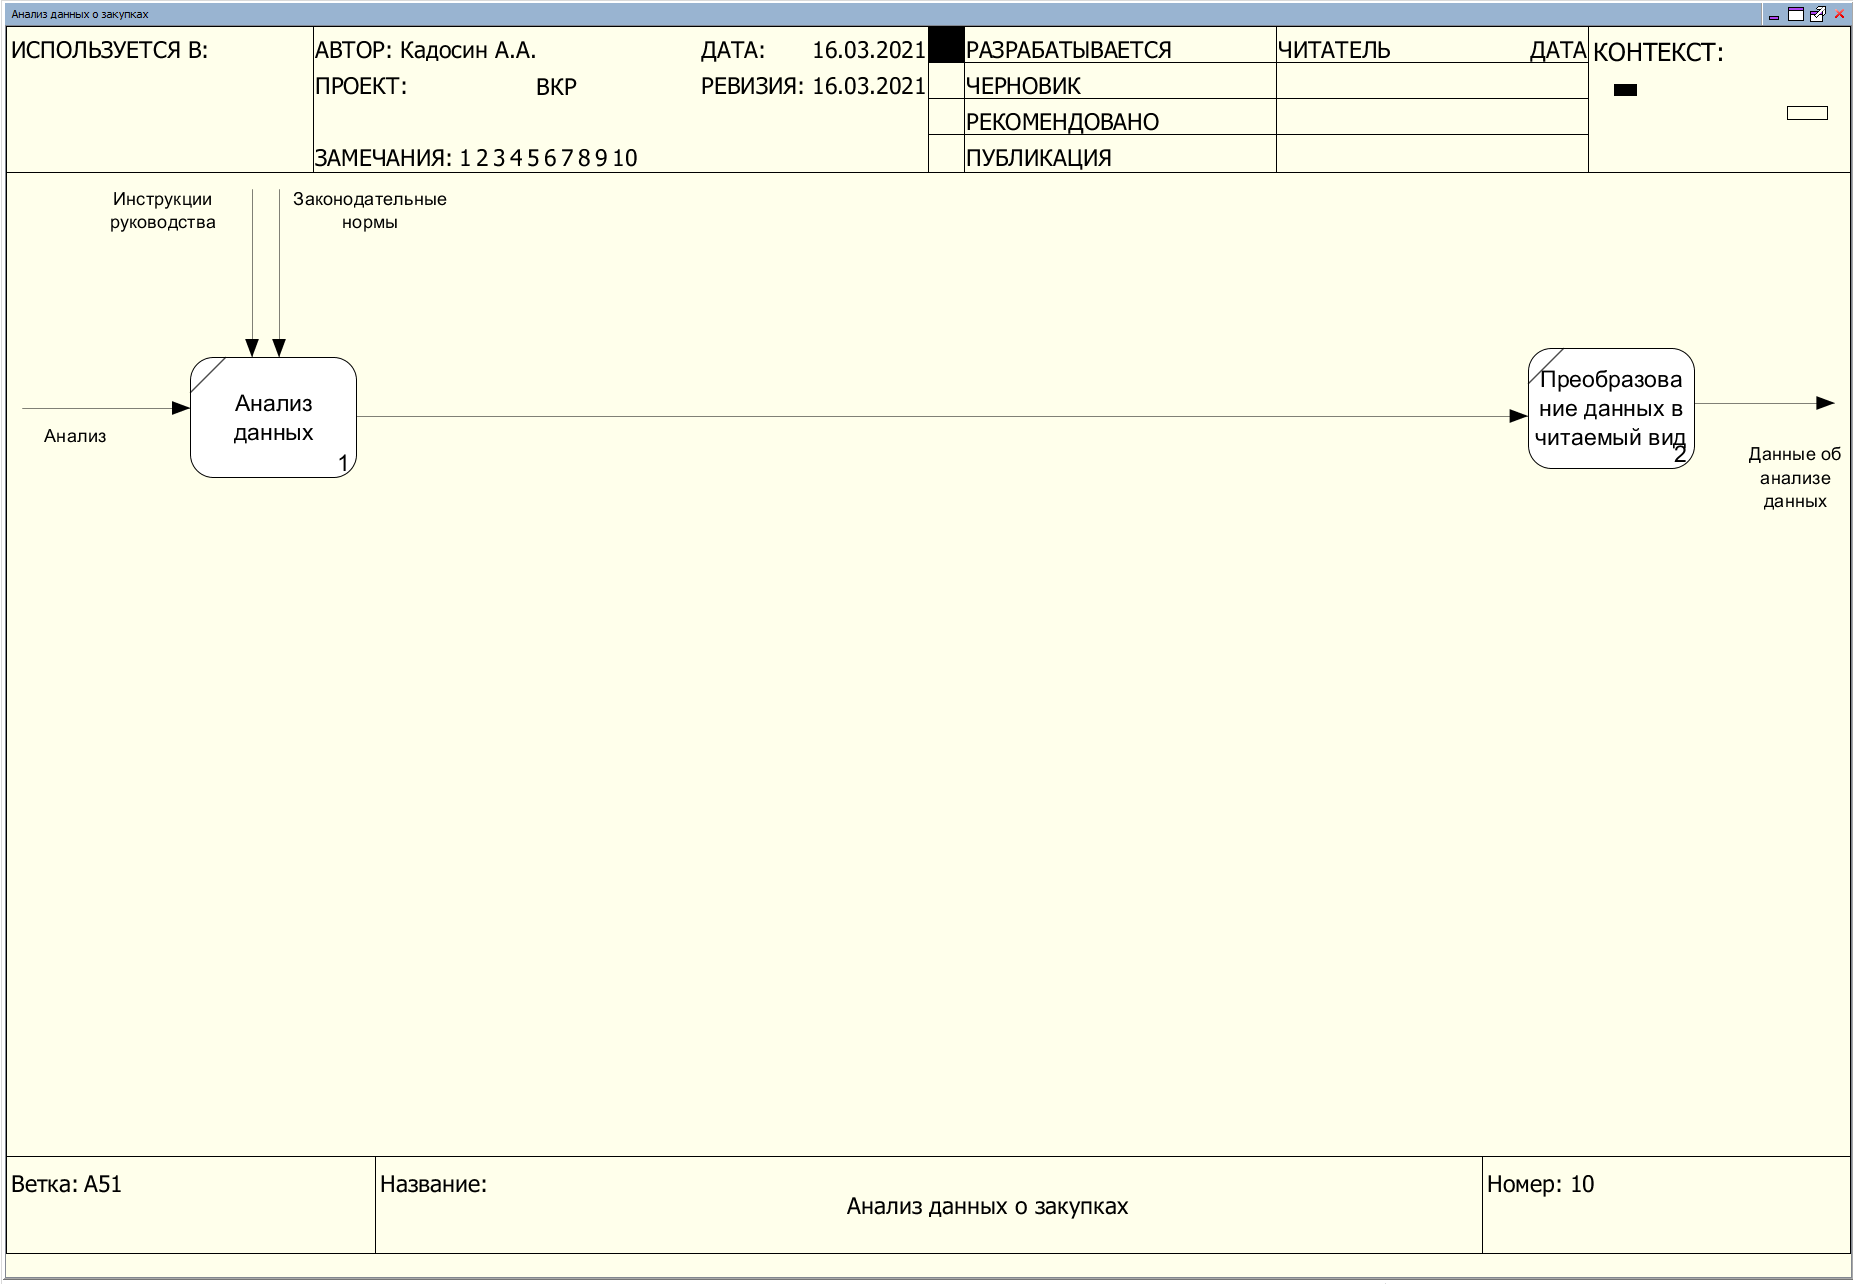 Анализ данных о закупках
ИСПОЛЬЗУЕТСЯ В:
АВТОР: Кадосин А.А.
ДАТА: 16.03.2021
ПРОЕКТ: ВКР
РЕВИЗИЯ: 16.03.2021
ЗАМЕЧАНИЯ: 1 2 3 4 5 6 7 8 9 10
РАЗРАБАТЫВАЕТСЯ
ЧЕРНОВИК
РЕКОМЕНДОВАНО
ПУБЛИКАЦИЯ
ЧИТАТЕЛЬ ДАТА
КОНТЕКСТ:
Инструкции
руководства
Законодательные
нормы
Анализ
Анализ
данных
1
Преобразова
ние данных в
читаемый вид
2
Данные об
анализе
данных
Ветка: A51
Название:
Анализ данных о закупках
Номер: 10